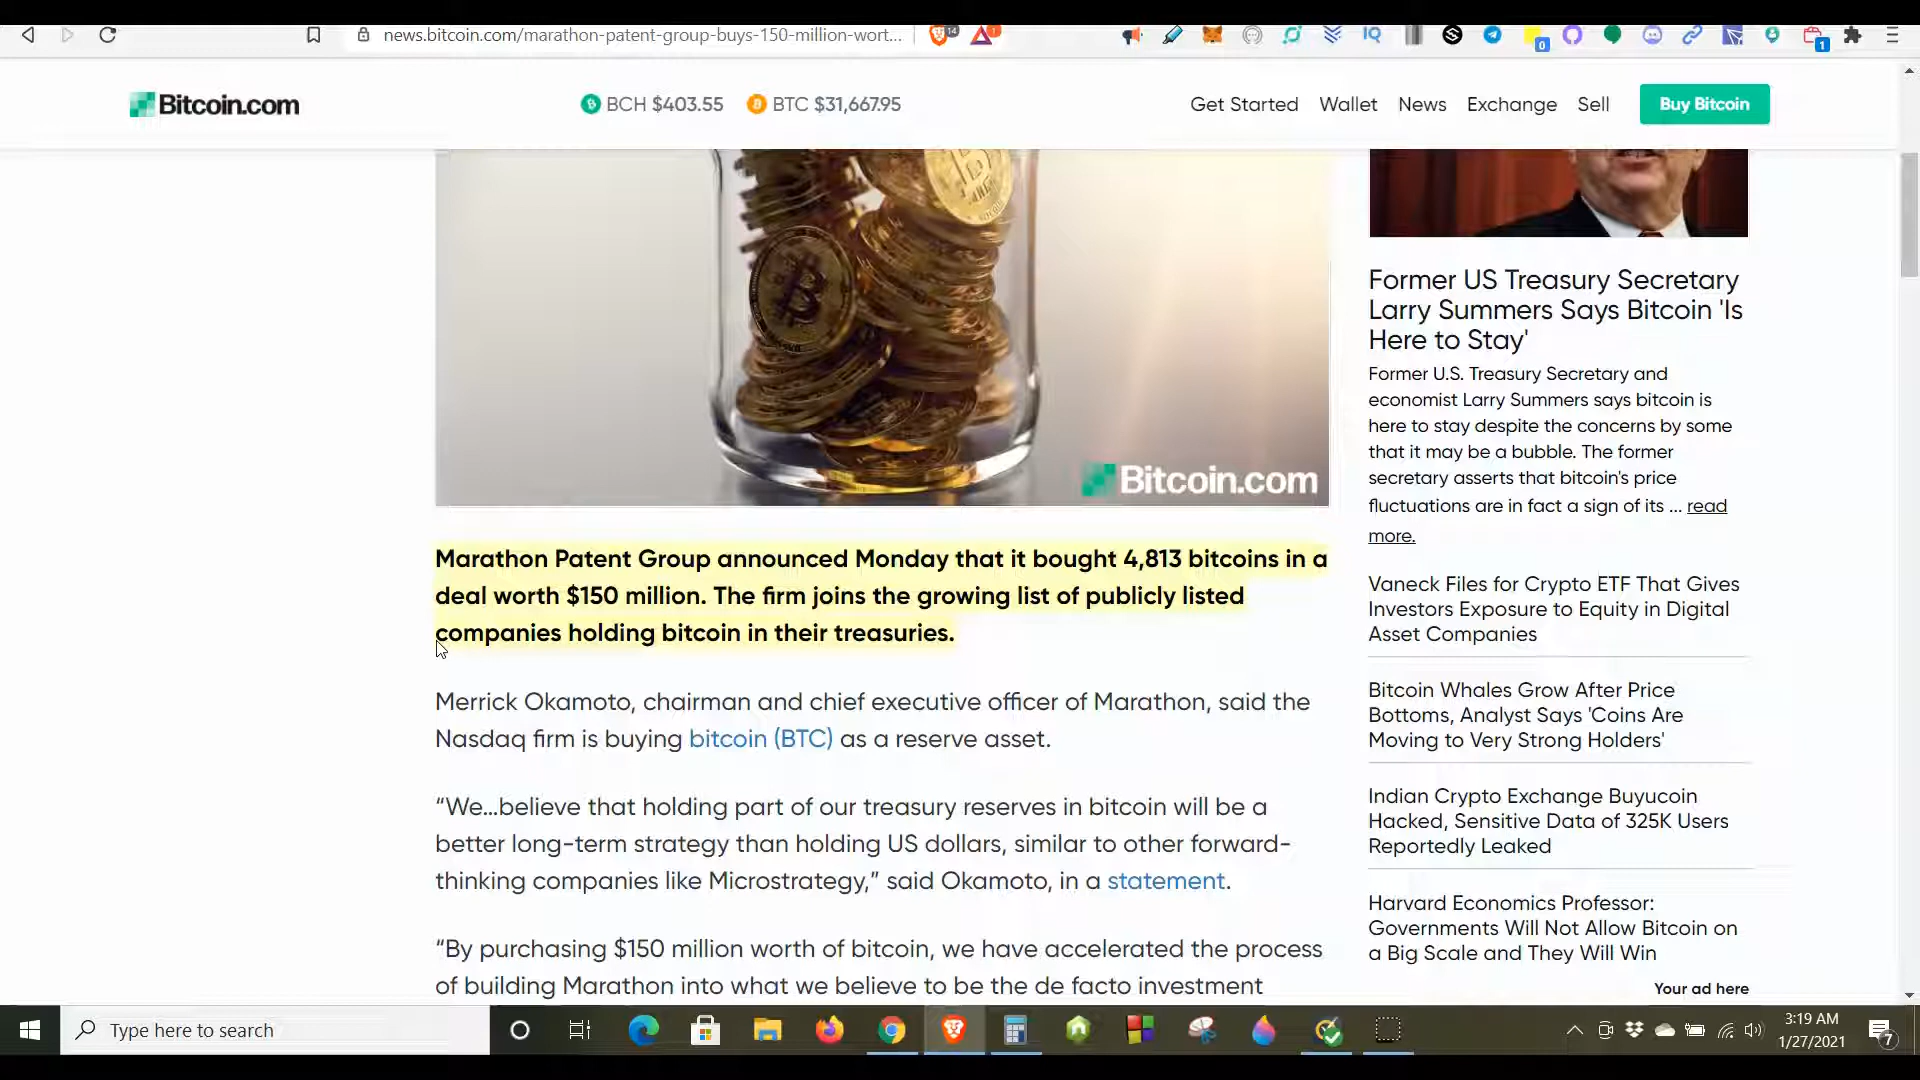 news.bitcoin.com/marathon-patent-group-buys-150-million-wort...
14
1
IQ
0
1
Bitcoin.com
BCH $403.55
BTC $31,667.95
Get Started
Wallet
News
Exchange
Sell
Buy Bitcoin
Bitcoin.com
Marathon Patent Group announced Monday that it bought 4,813 bitcoins in a
deal worth $150 million. The firm joins the growing list of publicly listed
companies holding bitcoin in their treasuries.
Merrick Okamoto, chairman and chief executive officer of Marathon, said the
Nasdaq firm is buying bitcoin (BTC) as a reserve asset.
“We…believe that holding part of our treasury reserves in bitcoin will be a
better long-term strategy than holding US dollars, similar to other forward-
thinking companies like Microstrategy,” said Okamoto, in a statement.
“By purchasing $150 million worth of bitcoin, we have accelerated the process
of building Marathon into what we believe to be the de facto investment
Former US Treasury Secretary
Larry Summers Says Bitcoin 'Is
Here to Stay'
Former U.S. Treasury Secretary and
economist Larry Summers says bitcoin is
here to stay despite the concerns by some
that it may be a bubble. The former
secretary asserts that bitcoin's price
fluctuations are in fact a sign of its ... read
more.
Vaneck Files for Crypto ETF That Gives
Investors Exposure to Equity in Digital
Asset Companies
Bitcoin Whales Grow After Price
Bottoms, Analyst Says 'Coins Are
Moving to Very Strong Holders'
Indian Crypto Exchange Buyucoin
Hacked, Sensitive Data of 325K Users
Reportedly Leaked
Harvard Economics Professor:
Governments Will Not Allow Bitcoin on
a Big Scale and They Will Win
Your ad here
Type here to search
3:19 AM
1/27/2021
7